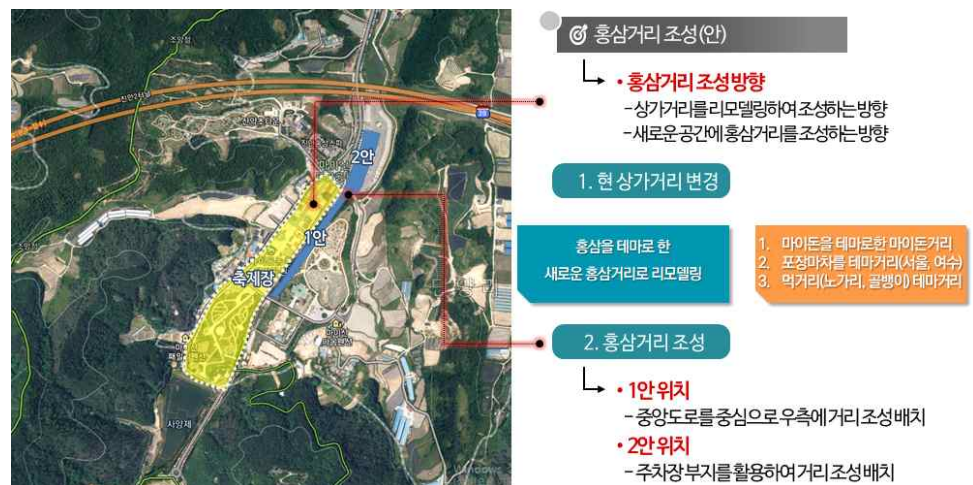 홍삼거리 조성(안)
• 홍삼거리 조성 방향
- 상가거리를 리모델링하여 조성하는 방향
- 새로운 공간에 홍삼거리를 조성하는 방향
1. 현 상가거리 변경
홍삼을 테마로 한
새로운 홍삼거리로 리모델링
1. 마이돈을 테마로한 마이돈거리
2. 포장마차를 테마거리(서울, 여수)
3. 먹거리(노가리, 골뱅이) 테마거리
2. 홍삼거리 조성
• 1안 위치
- 중앙도로를 중심으로 우측에 거리 조성 배치
• 2안 위치
- 주차장 부지를 활용하여 거리 조성 배치
2안
1안
축제장
사양제
Windows